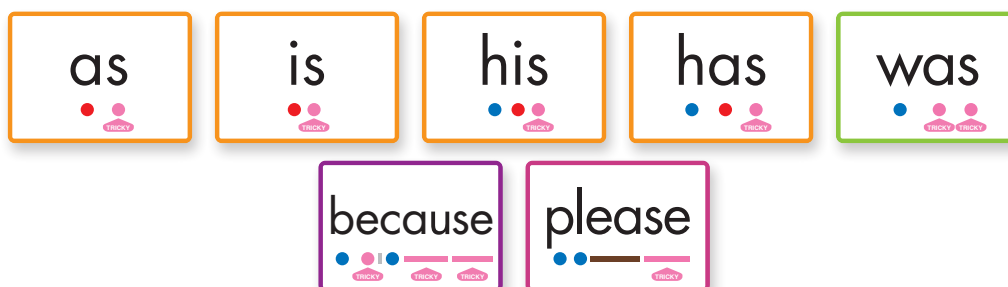 as is his has was
TRICKY TRICKY TRICKY TRICKY TRICKY TRICKY
because please
TRICKY TRICKY TRICKY TRICKY